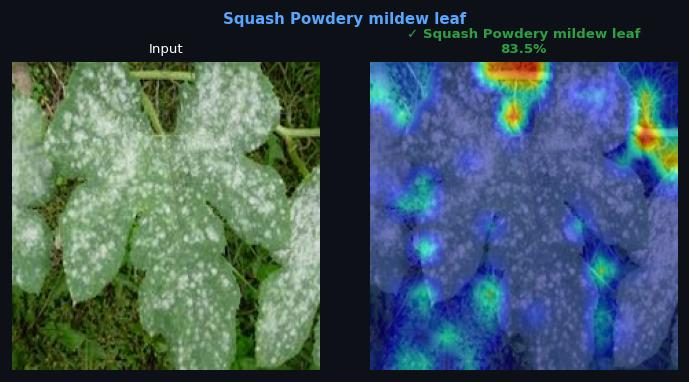 Squash Powdery mildew leaf
Input
✓ Squash Powdery mildew leaf
83.5%